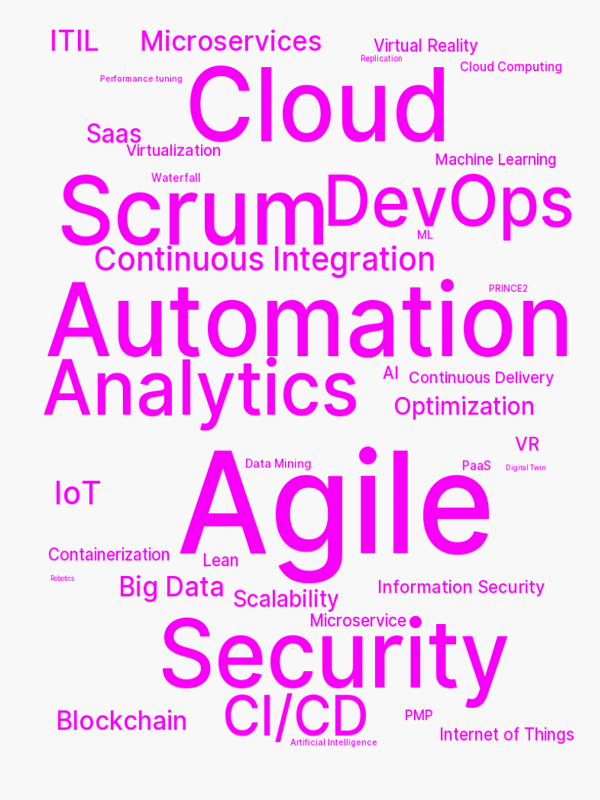 ITIL
Microservices
Virtual Reality
Replication
Cloud Computing
Performance tuning
Cloud
Saas
Virtualization
Machine Learning
Waterfall
Scrum
DevOps
ML
Continuous Integration
PRINCE2
Automation
Analytics
AI
Continuous Delivery
Optimization
VR
Data Mining
PaaS
Digital Twin
IoT
Agile
Containerization
Lean
Robotics
Big Data
Information Security
Scalability
Microservice
Security
CI/CD
PMP
Blockchain
Internet of Things
Artificial Intelligence